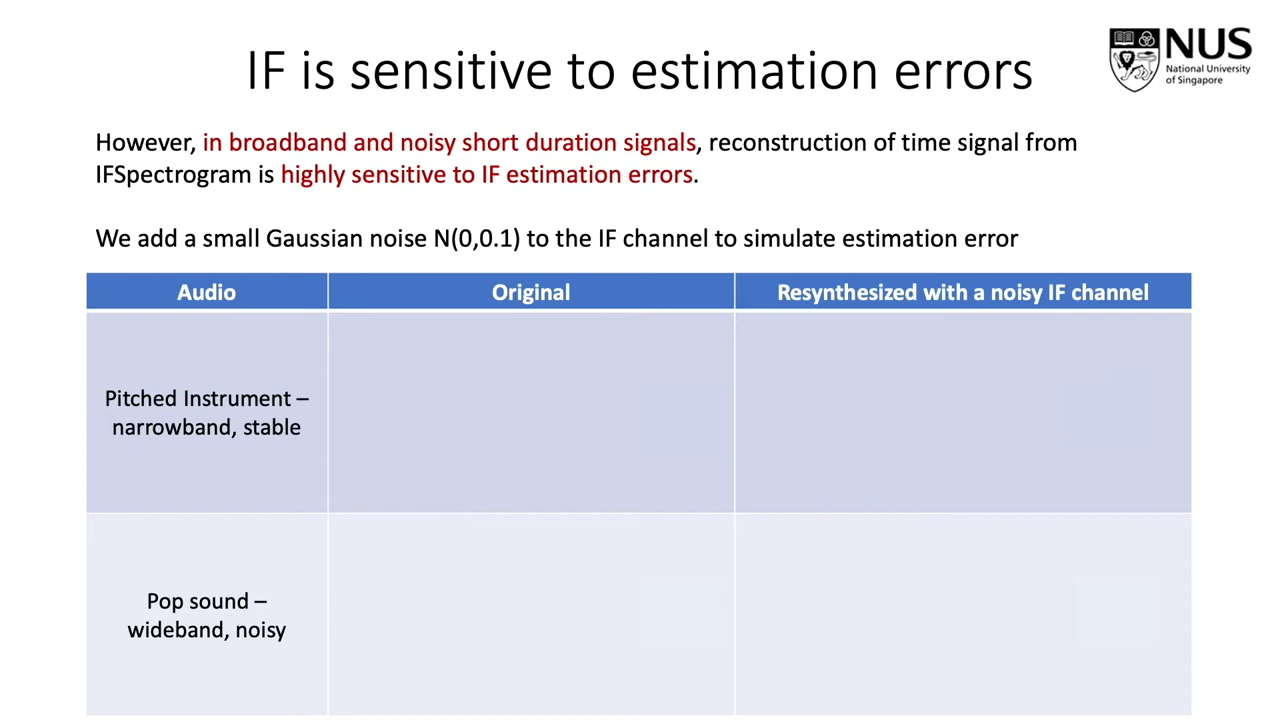 IF is sensitive to estimation errors
NUS
National University
of Singapore
However, in broadband and noisy short duration signals, reconstruction of time signal from
IFSpectrogram is highly sensitive to IF estimation errors.
We add a small Gaussian noise N(0,0.1) to the IF channel to simulate estimation error
Audio
Original
Resynthesized with a noisy IF channel
Pitched Instrument –
narrowband, stable
Pop sound –
wideband, noisy